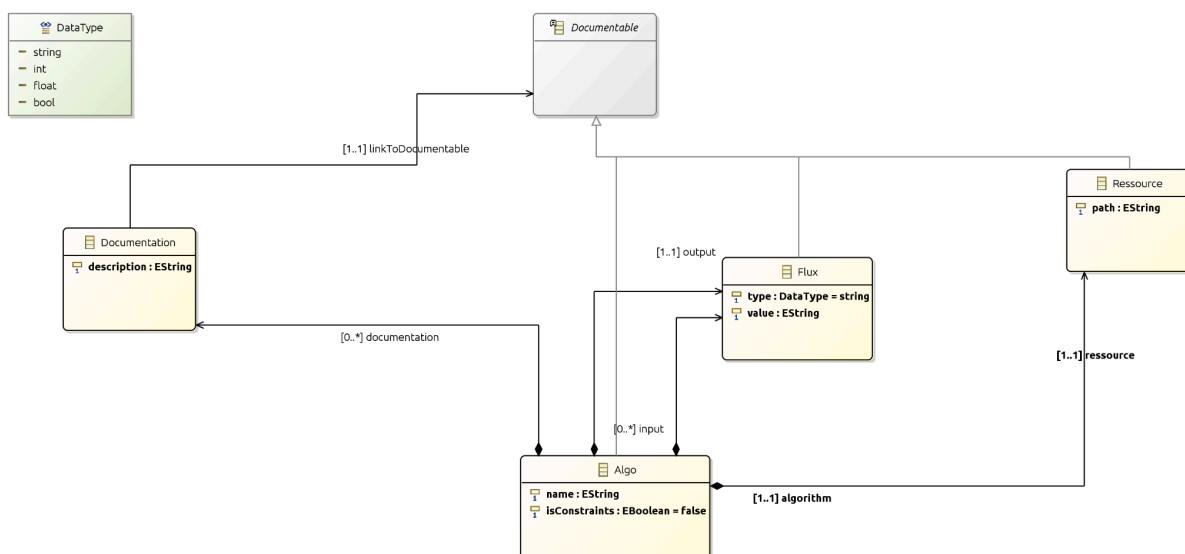 DataType
string
int
float
bool
Documentable
[1..1] linkToDocumentable
Ressource
path : EString
Documentation
description : EString
[1..1] output
Flux
type : DataType = string
value : EString
[0..*] documentation
[1..1] ressource
[0..*] input
Algo
name : EString
isConstraints : EBoolean = false
[1..1] algorithm